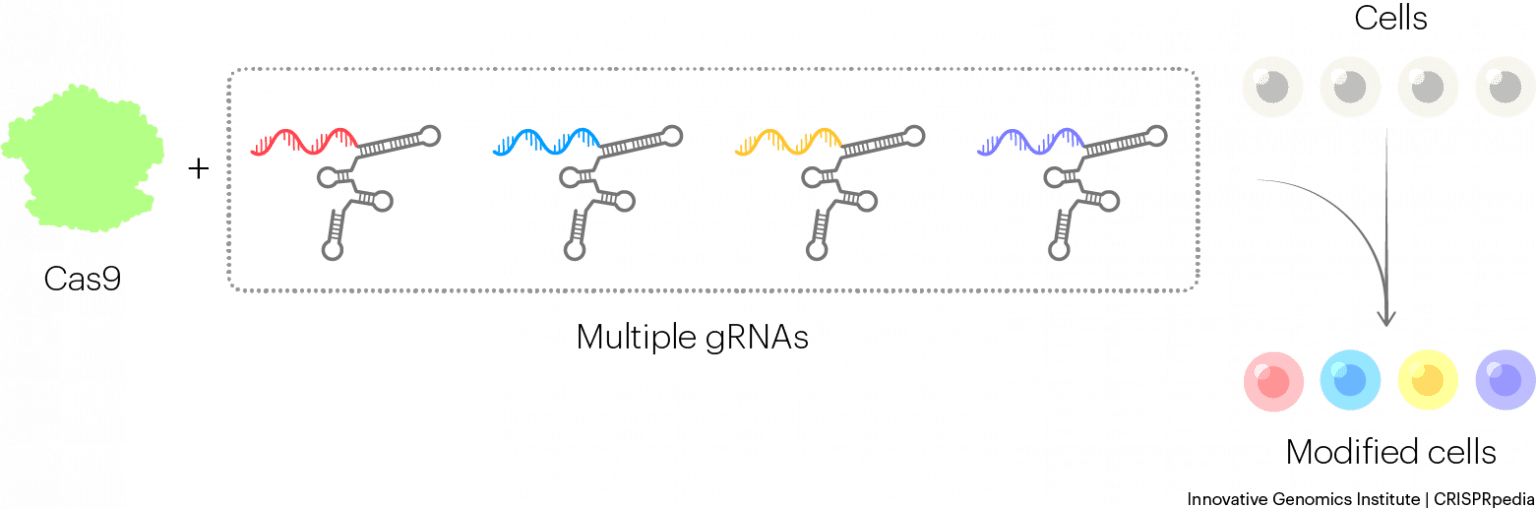 Cells
+
Cas9
Multiple gRNAs
Modified cells
Innovative Genomics Institute | CRISPRpedia